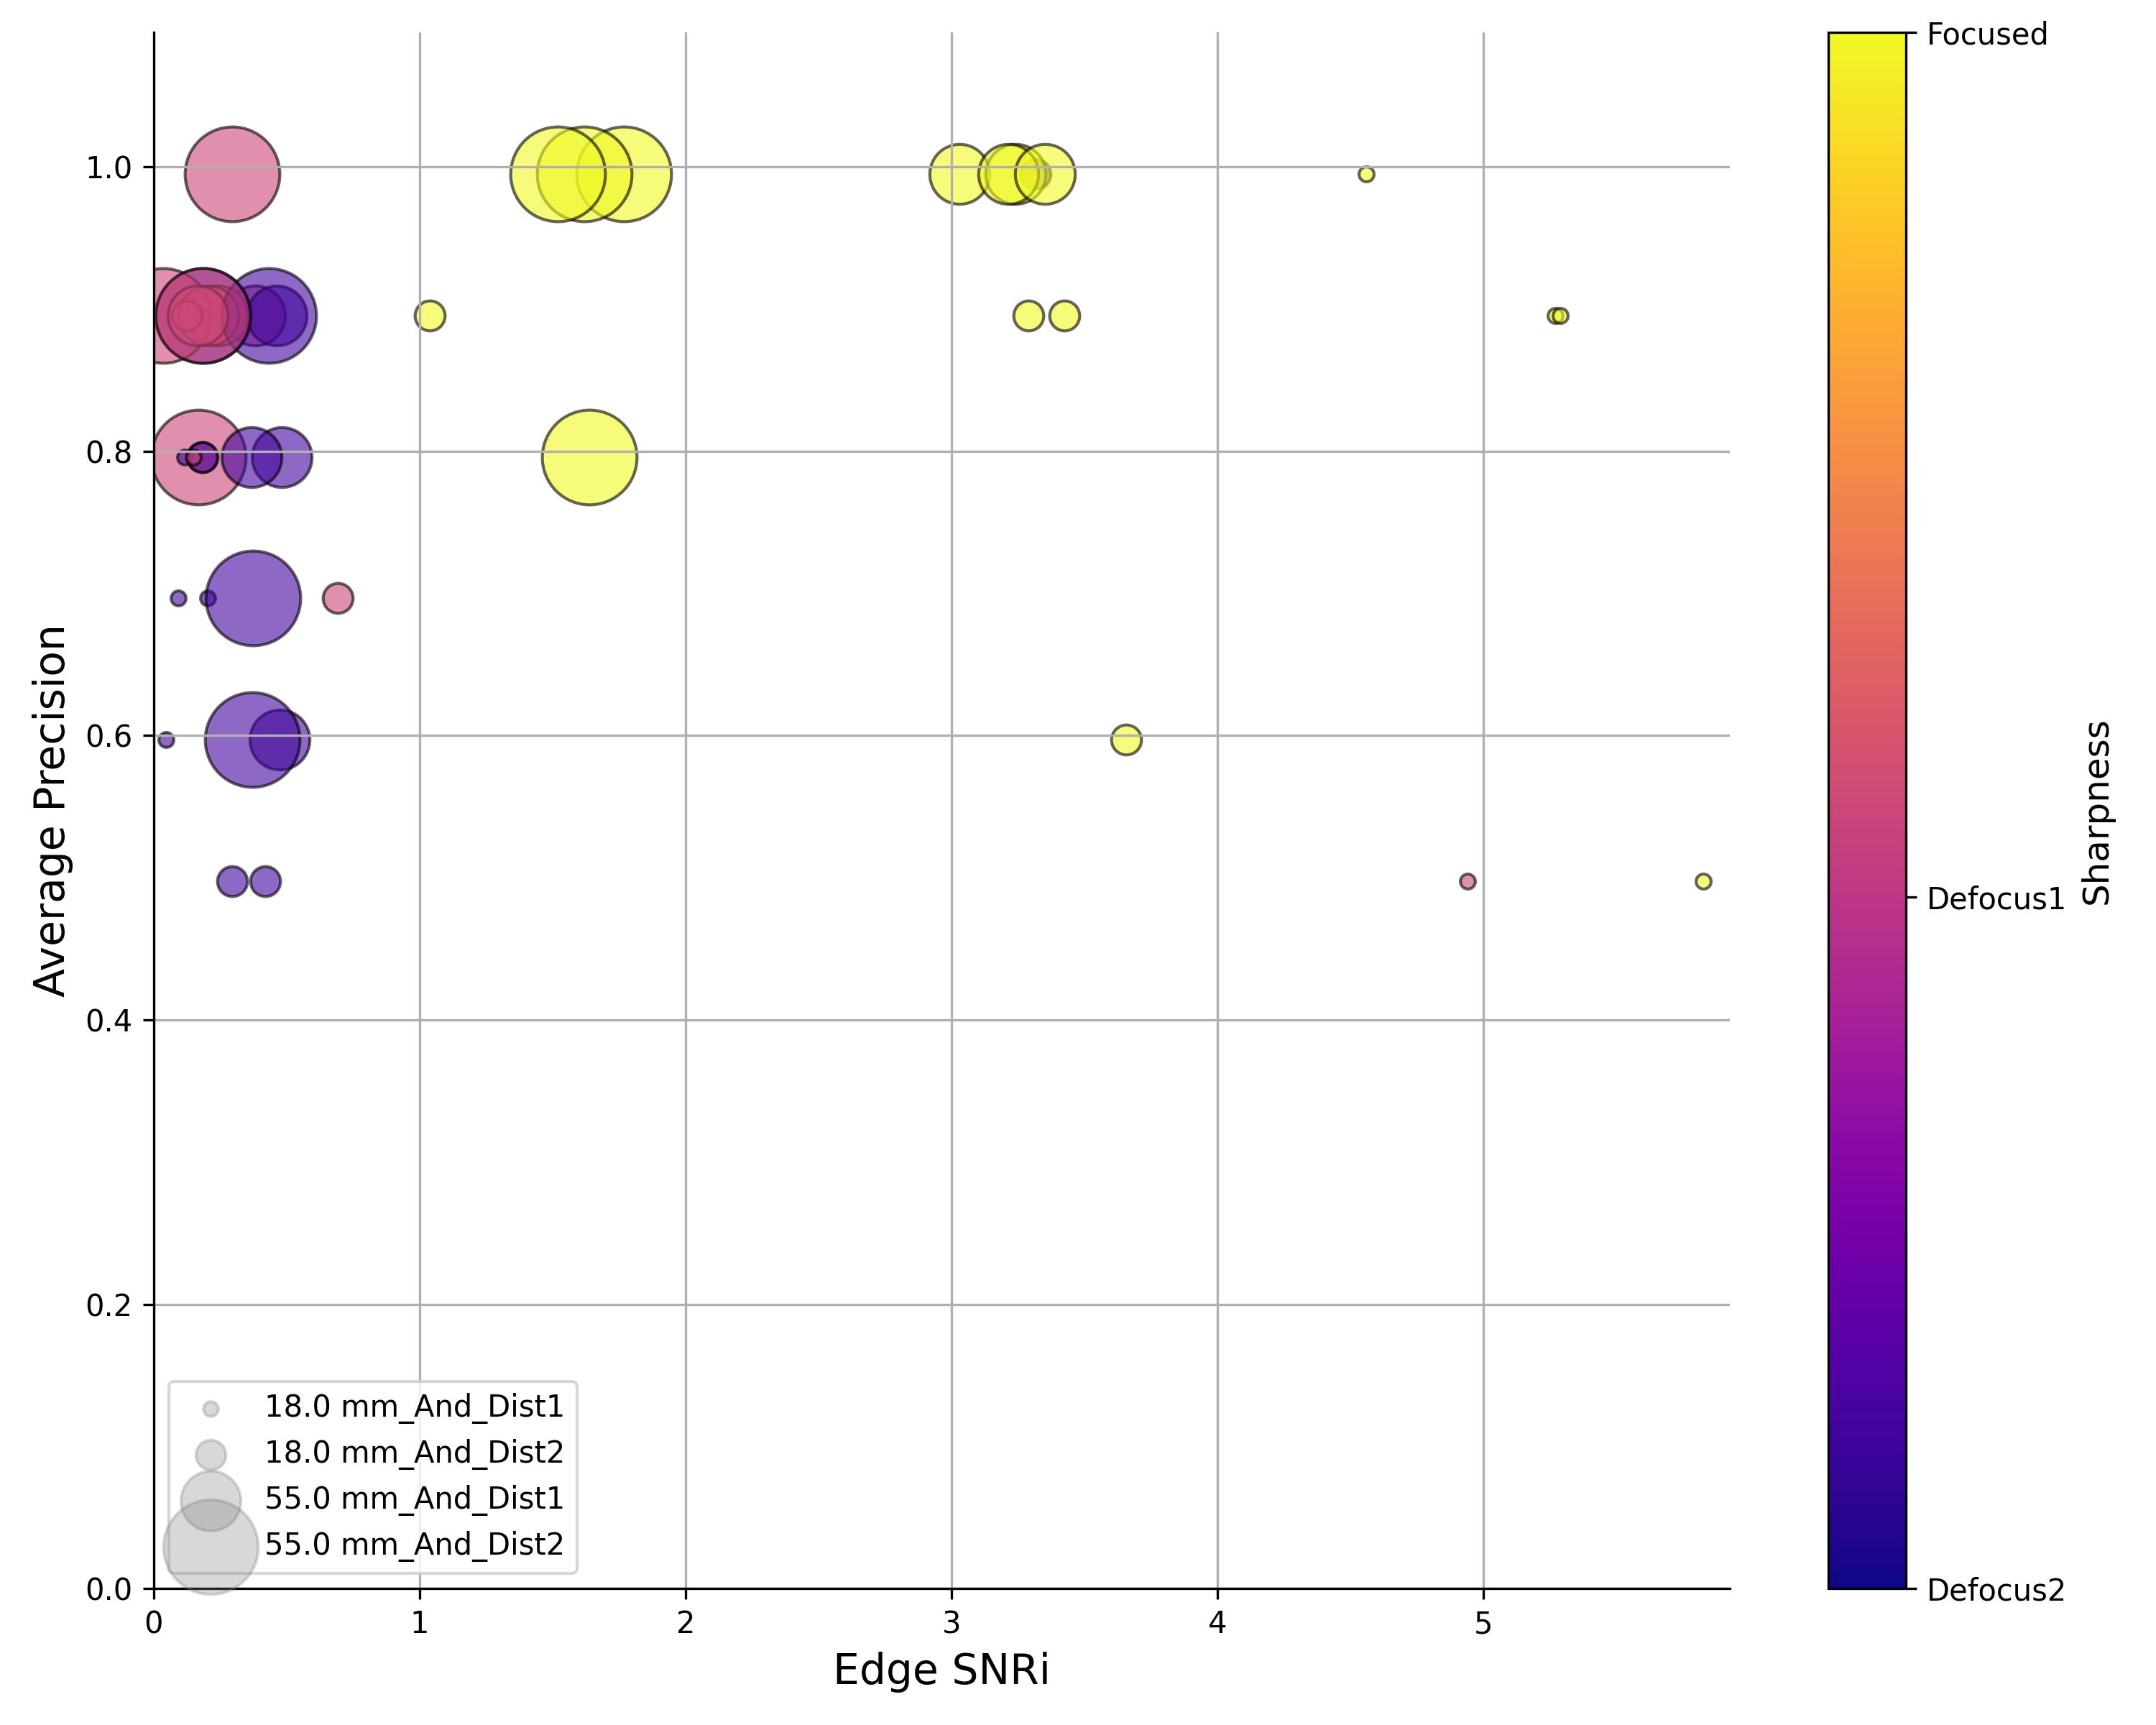 1.0
0.8
0.6
0.4
0.2
0.0
Average Precision
0
1
2
3
4
5
Edge SNRi
18.0 mm_And_Dist1
18.0 mm_And_Dist2
55.0 mm_And_Dist1
55.0 mm_And_Dist2
Focused
Defocus1
Defocus2
Sharpness